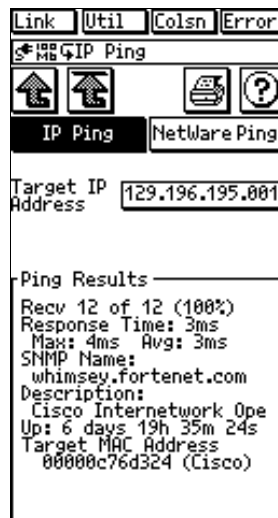 Link Util Colsn Error
IP Ping
IP Ping NetWare Ping
Target IP
Address 129.196.195.001
Ping Results
Recv 12 of 12 (100%)
Response Time: 3ms
Max: 4ms Avg: 3ms
SNMP Name:
whimsey.fortenet.com
Description:
Cisco Internetwork Ope
Up: 6 days 19h 35m 24s
Target MAC Address
00000c76d324 (Cisco)